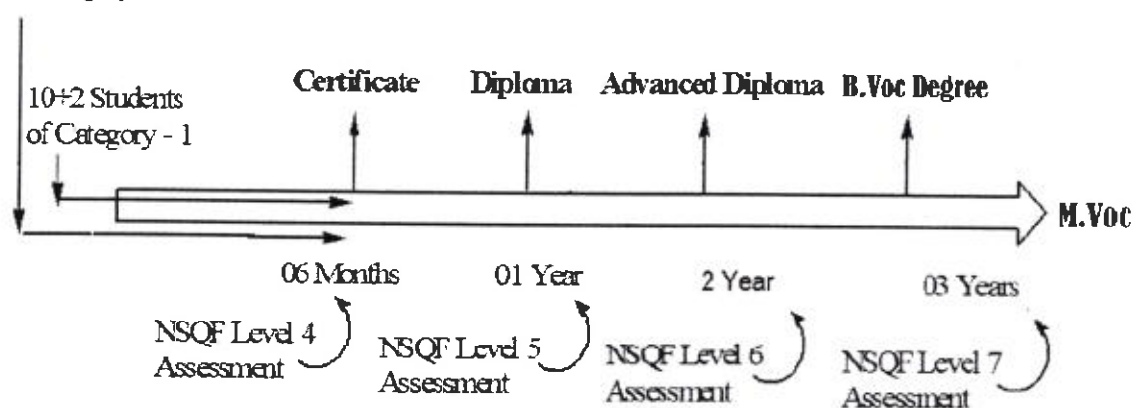 10+2 Students
of Category - 1
Certificate
Diploma
Advanced Diploma
B.Voc Degree
M.Voc
06 Months
01 Year
2 Year
03 Years
NSQF Level 4
Assessment
NSQF Level 5
Assessment
NSQF Level 6
Assessment
NSQF Level 7
Assessment